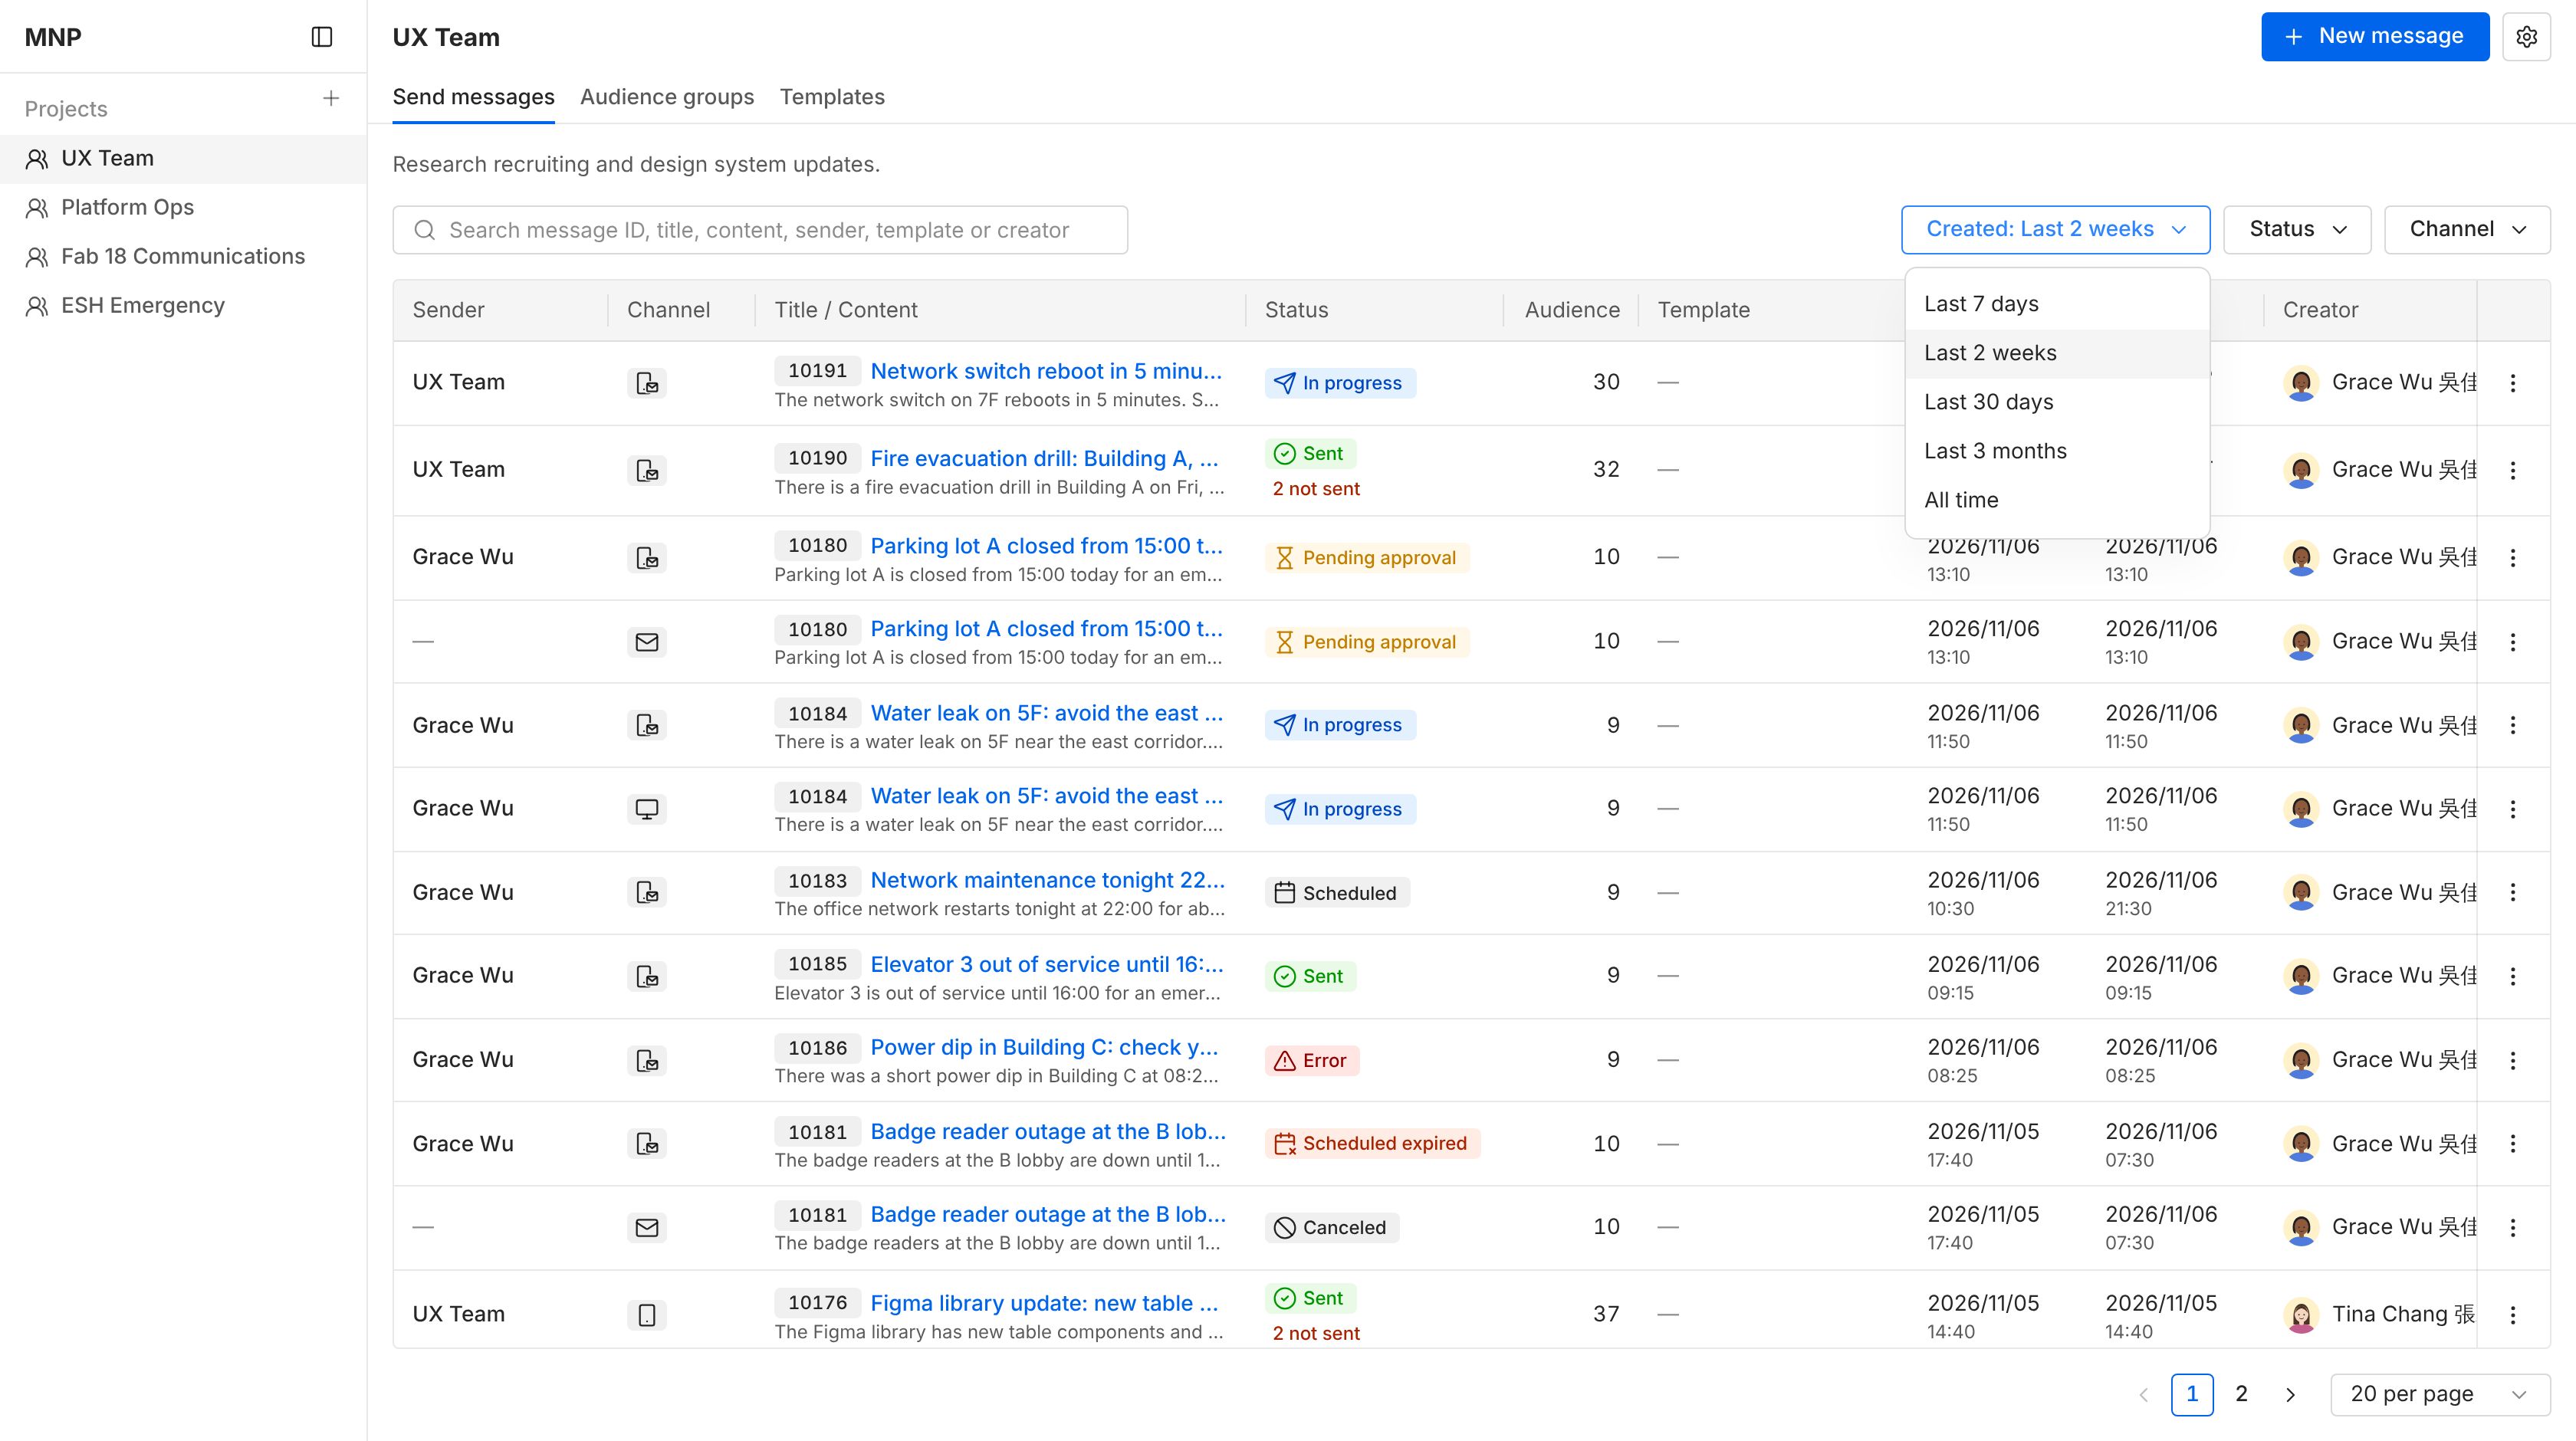 MNP
Projects
UX Team
Platform Ops
Fab 18 Communications
ESH Emergency
UX Team
New message
Send messages
Audience groups
Templates
Research recruiting and design system updates.
Search message ID, title, content, sender, template or creator
Created: Last 2 weeks
Status
Channel
Last 7 days
Last 2 weeks
Last 30 days
Last 3 months
All time
Sender Channel Title / Content Status Audience Template Creator
UX Team 10191 Network switch reboot in 5 minu... In progress 30 — Grace Wu 吳
The network switch on 7F reboots in 5 minutes. S...
UX Team 10190 Fire evacuation drill: Building A, ... Sent 32 — Grace Wu 吳
There is a fire evacuation drill in Building A on Fri, ... 2 not sent
Grace Wu 10180 Parking lot A closed from 15:00 t... Pending approval 10 — 2026/11/06 2026/11/06 Grace Wu 吳
Parking lot A is closed from 15:00 today for an em... 13:10 13:10
— 10180 Parking lot A closed from 15:00 t... Pending approval 10 — 2026/11/06 2026/11/06 Grace Wu 吳
Parking lot A is closed from 15:00 today for an em... 13:10 13:10
Grace Wu 10184 Water leak on 5F: avoid the east ... In progress 9 — 2026/11/06 2026/11/06 Grace Wu 吳
There is a water leak on 5F near the east corridor.... 11:50 11:50
Grace Wu 10184 Water leak on 5F: avoid the east ... In progress 9 — 2026/11/06 2026/11/06 Grace Wu 吳
There is a water leak on 5F near the east corridor.... 11:50 11:50
Grace Wu 10183 Network maintenance tonight 22... Scheduled 9 — 2026/11/06 2026/11/06 Grace Wu 吳
The office network restarts tonight at 22:00 for ab... 10:30 21:30
Grace Wu 10185 Elevator 3 out of service until 16:... Sent 9 — 2026/11/06 2026/11/06 Grace Wu 吳
Elevator 3 is out of service until 16:00 for an emer... 09:15 09:15
Grace Wu 10186 Power dip in Building C: check y... Error 9 — 2026/11/06 2026/11/06 Grace Wu 吳
There was a short power dip in Building C at 08:2... 08:25 08:25
Grace Wu 10181 Badge reader outage at the B lob... Scheduled expired 10 — 2026/11/05 2026/11/06 Grace Wu 吳
The badge readers at the B lobby are down until 1... 17:40 07:30
— 10181 Badge reader outage at the B lob... Canceled 10 — 2026/11/05 2026/11/06 Grace Wu 吳
The badge readers at the B lobby are down until 1... 17:40 07:30
UX Team 10176 Figma library update: new table ... Sent 37 — 2026/11/05 2026/11/05 Tina Chang 張
The Figma library has new table components and ... 2 not sent 14:40 14:40
1 2 20 per page